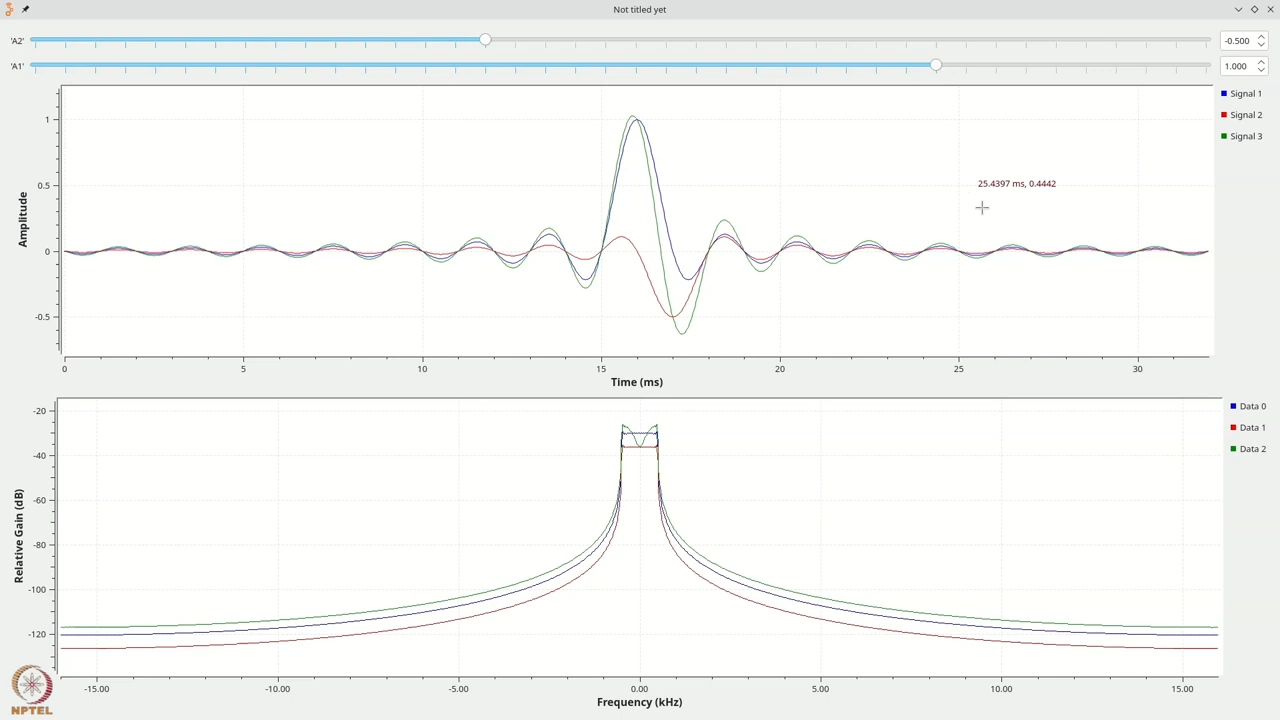 Not titled yet
'A2'
-0.500
'A1'
1.000
Signal 1
Signal 2
Signal 3
1
0.5
0
-0.5
Amplitude
25.4397 ms, 0.4442
0 5 10 15 20 25 30
Time (ms)
Data 0
Data 1
Data 2
-20
-40
-60
-80
-100
-120
Relative Gain (dB)
-15.00 -10.00 -5.00 0.00 5.00 10.00 15.00
Frequency (kHz)
NPTEL